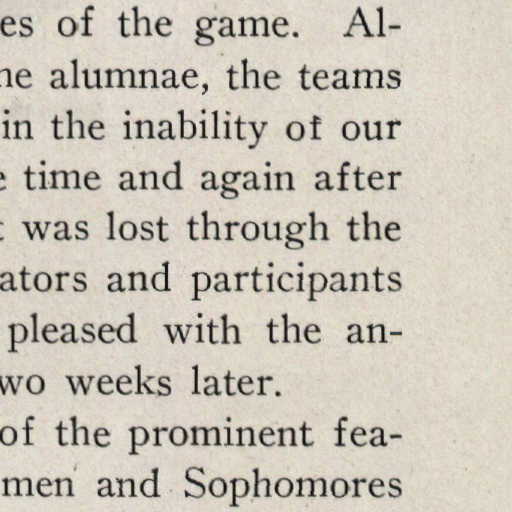 es of the game. Al-
he alumnae, the teams
in the inability of our
e time and again after
was lost through the
ators and participants
pleased with the an-
wo weeks later.
of the prominent fea-
men and Sophomores